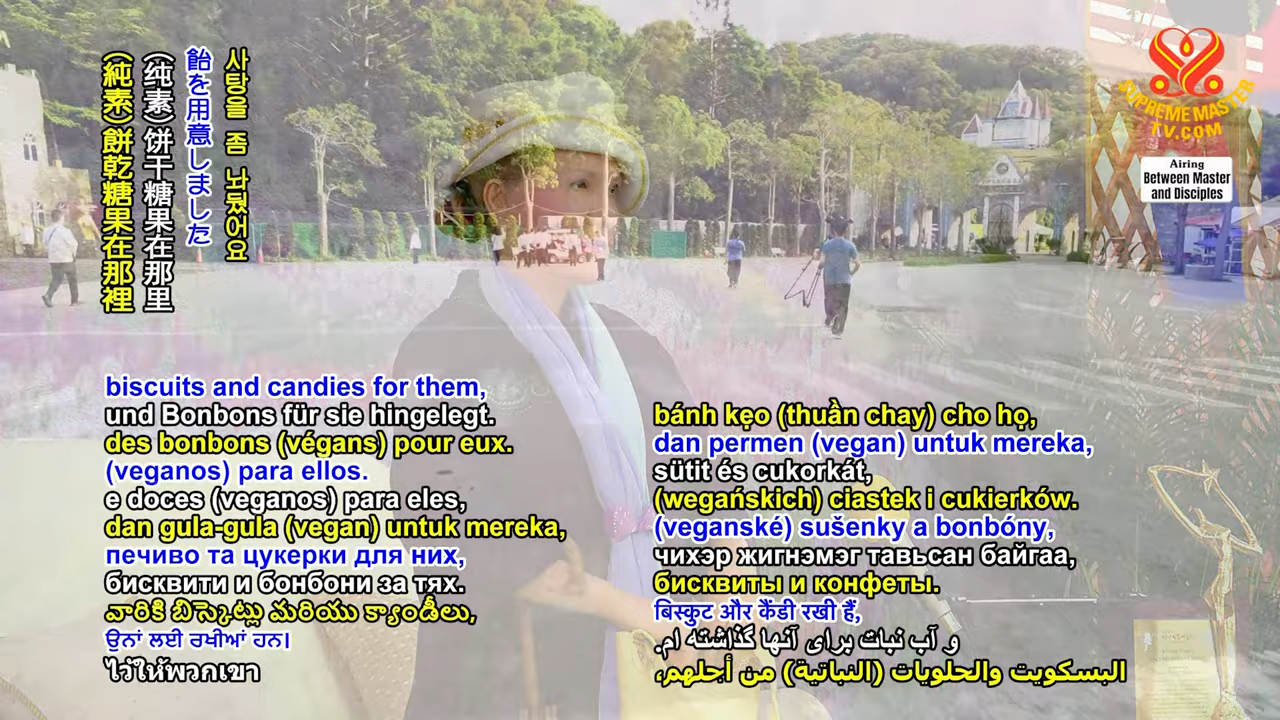 사탕을 좀 놔뒀어요
飴を用意しました
（纯素）饼干糖果在那里
（純素）餅乾糖果在那裡
SUPREME MASTER
TV.COM
Airing
Between Master
and Disciples
biscuits and candies for them,
und Bonbons für sie hingelegt.
des bonbons (végans) pour eux.
(veganos) para ellos.
e doces (veganos) para eles,
dan gula-gula (vegan) untuk mereka,
печиво та цукерки для них,
бисквити и бонбони за тях.
వారికి బిస్కెట్లు మరియు క్యాండీలు,
ਉਨਾਂ ਲਈ ਰਖੀਆਂ ਹਨ।
ไว้ให้พวกเขา
bánh kẹo (thuần chay) cho họ,
dan permen (vegan) untuk mereka,
sütit és cukorkát,
(wegańskich) ciastek i cukierków.
(veganské) sušenky a bonbóny,
чихэр жигнэмэг тавьсан байгаа,
бисквиты и конфеты.
बिस्कुट और कैंडी रखी हैं,
و آب نبات برای آنها گذاشته ام.
البسكويت والحلويات (النباتية) من أجلهم،